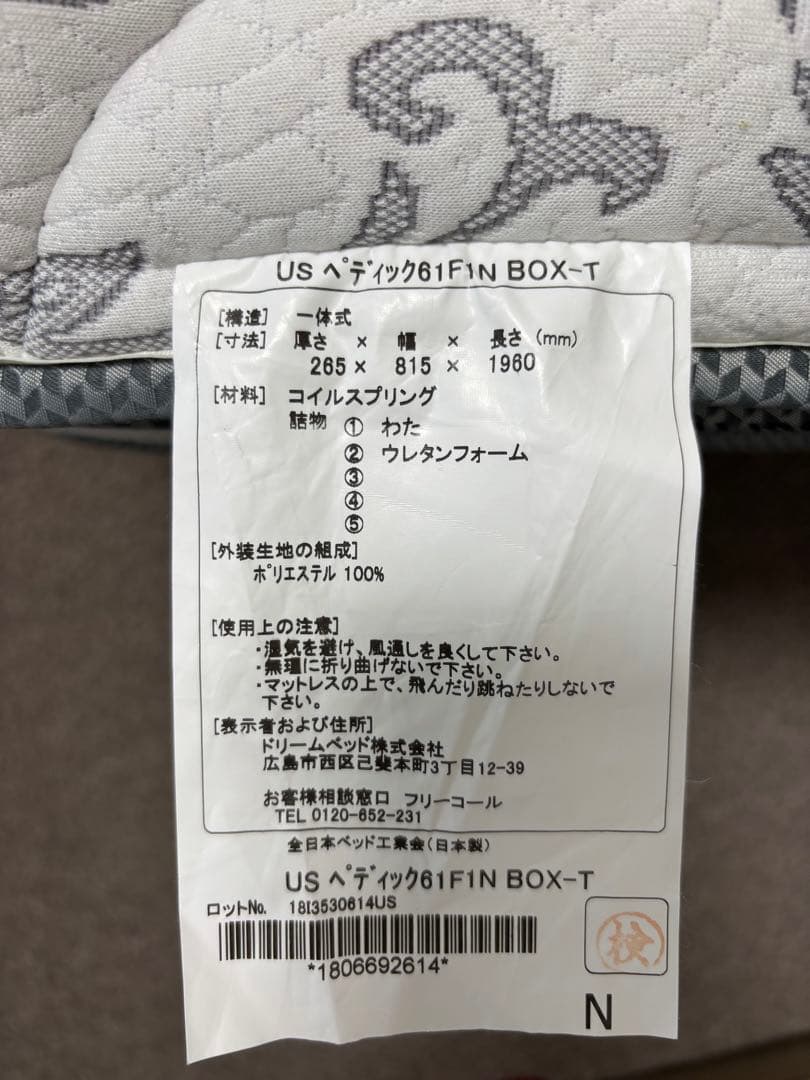 US ペディック61F1N BOX-T
[構造] 一体式
[寸法] 厚さ × 幅 × 長さ (mm)
265 × 815 × 1960
[材料] コイルスプリング
詰物 ① わた
② ウレタンフォーム
③
④
⑤
[外装生地の組成]
ポリエステル 100%
[使用上の注意]
・湿気を避け、風通しを良くして下さい。
・無理に折り曲げないで下さい。
・マットレスの上で、飛んだり跳ねたりしないで
下さい。
[表示者および住所]
ドリームベッド株式会社
広島市西区己斐本町3丁目12-39
お客様相談窓口 フリーコール
TEL 0120-652-231
全日本ベッド工業会(日本製)
US ペディック61F1N BOX-T
ロットNo. 18I3530614US
*1806692614*
検
N